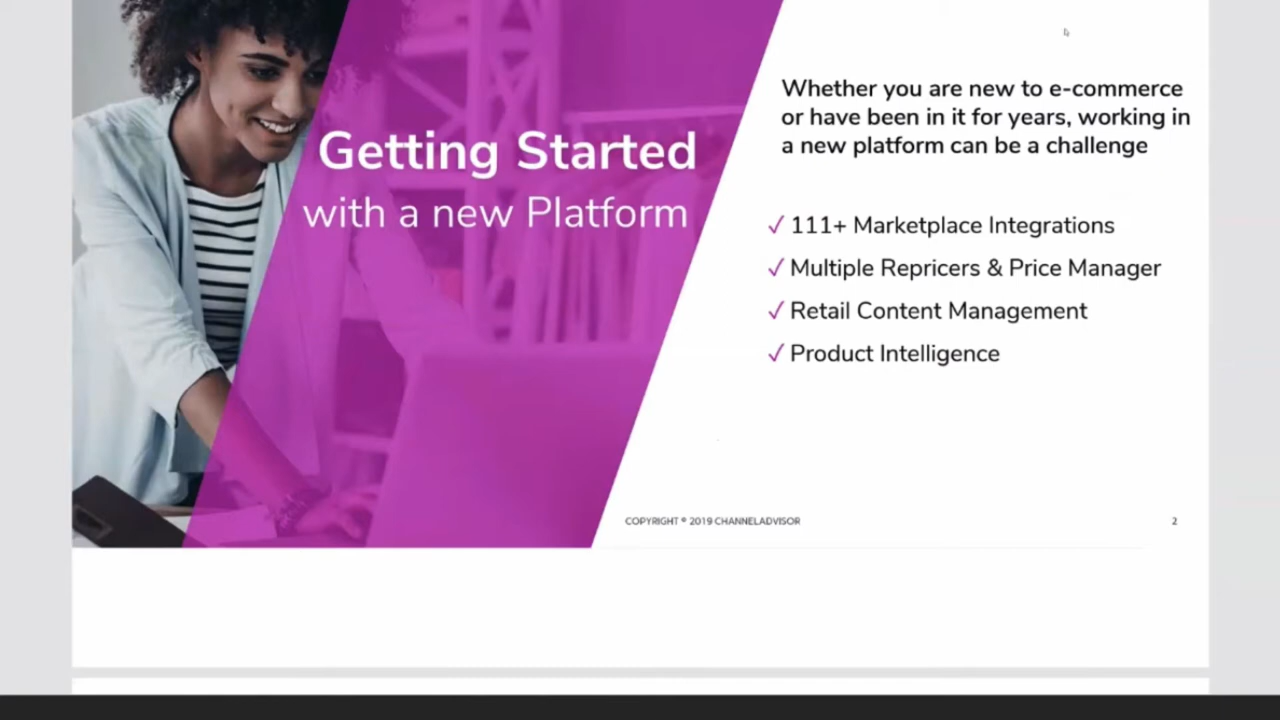 Getting Started
with a new Platform
Whether you are new to e-commerce
or have been in it for years, working in
a new platform can be a challenge
✓ 111+ Marketplace Integrations
✓ Multiple Repricers & Price Manager
✓ Retail Content Management
✓ Product Intelligence
COPYRIGHT © 2019 CHANNELADVISOR
2